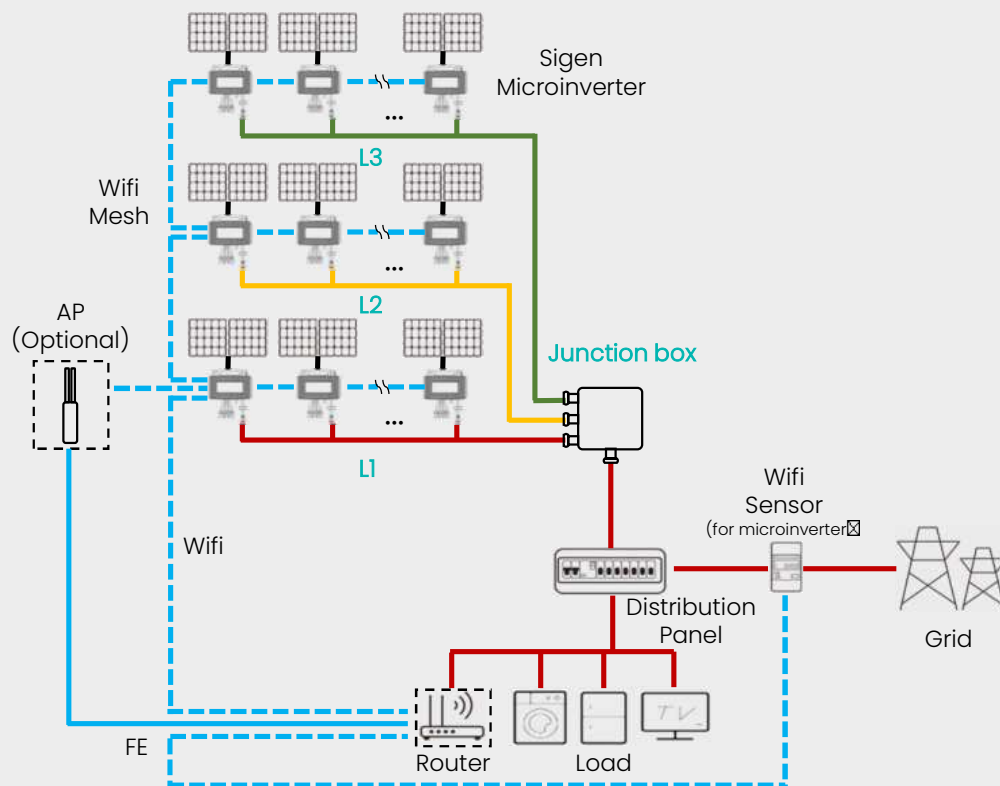 Sigen
Microinverter
L3
Wifi
Mesh
L2
AP
(Optional)
Junction box
L1
Wifi
Sensor
(for microinverter
Wifi
Distribution
Panel
Grid
TV
FE
Router
Load